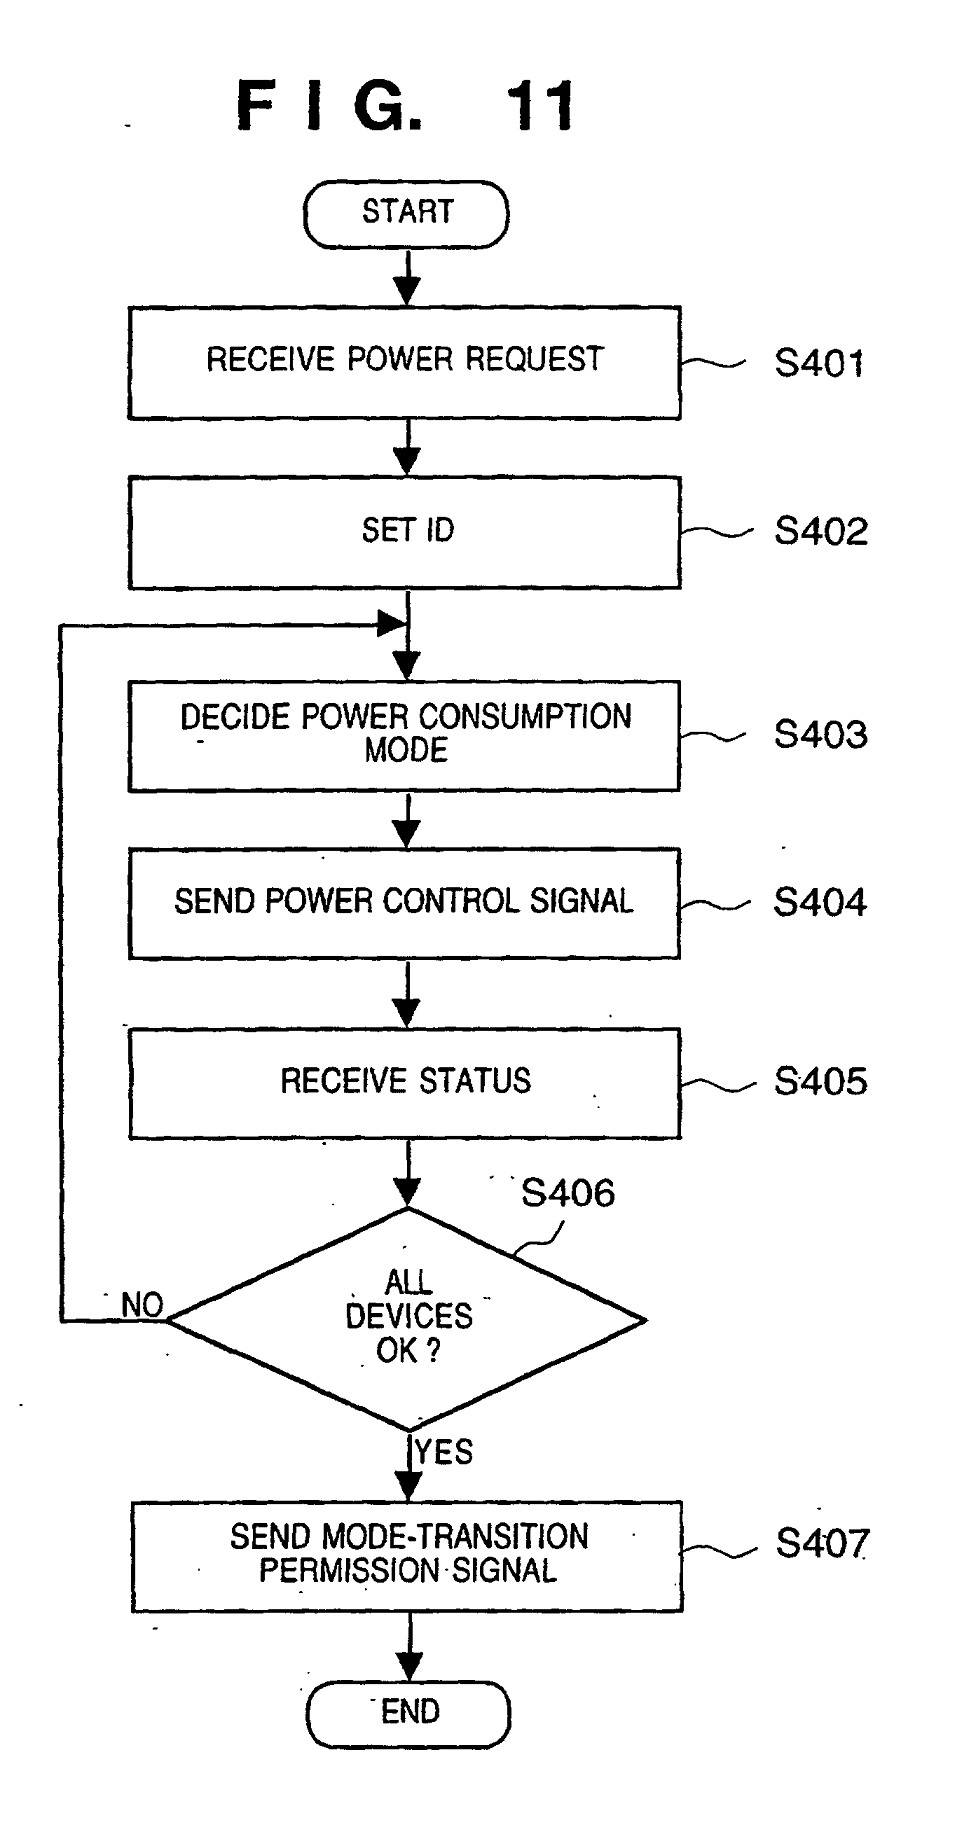 FIG. 11
START
RECEIVE POWER REQUEST
S401
SET ID
S402
DECIDE POWER CONSUMPTION
MODE
S403
SEND POWER CONTROL SIGNAL
S404
RECEIVE STATUS
S405
S406
ALL
DEVICES
OK ?
NO
YES
SEND MODE-TRANSITION
PERMISSION SIGNAL
S407
END